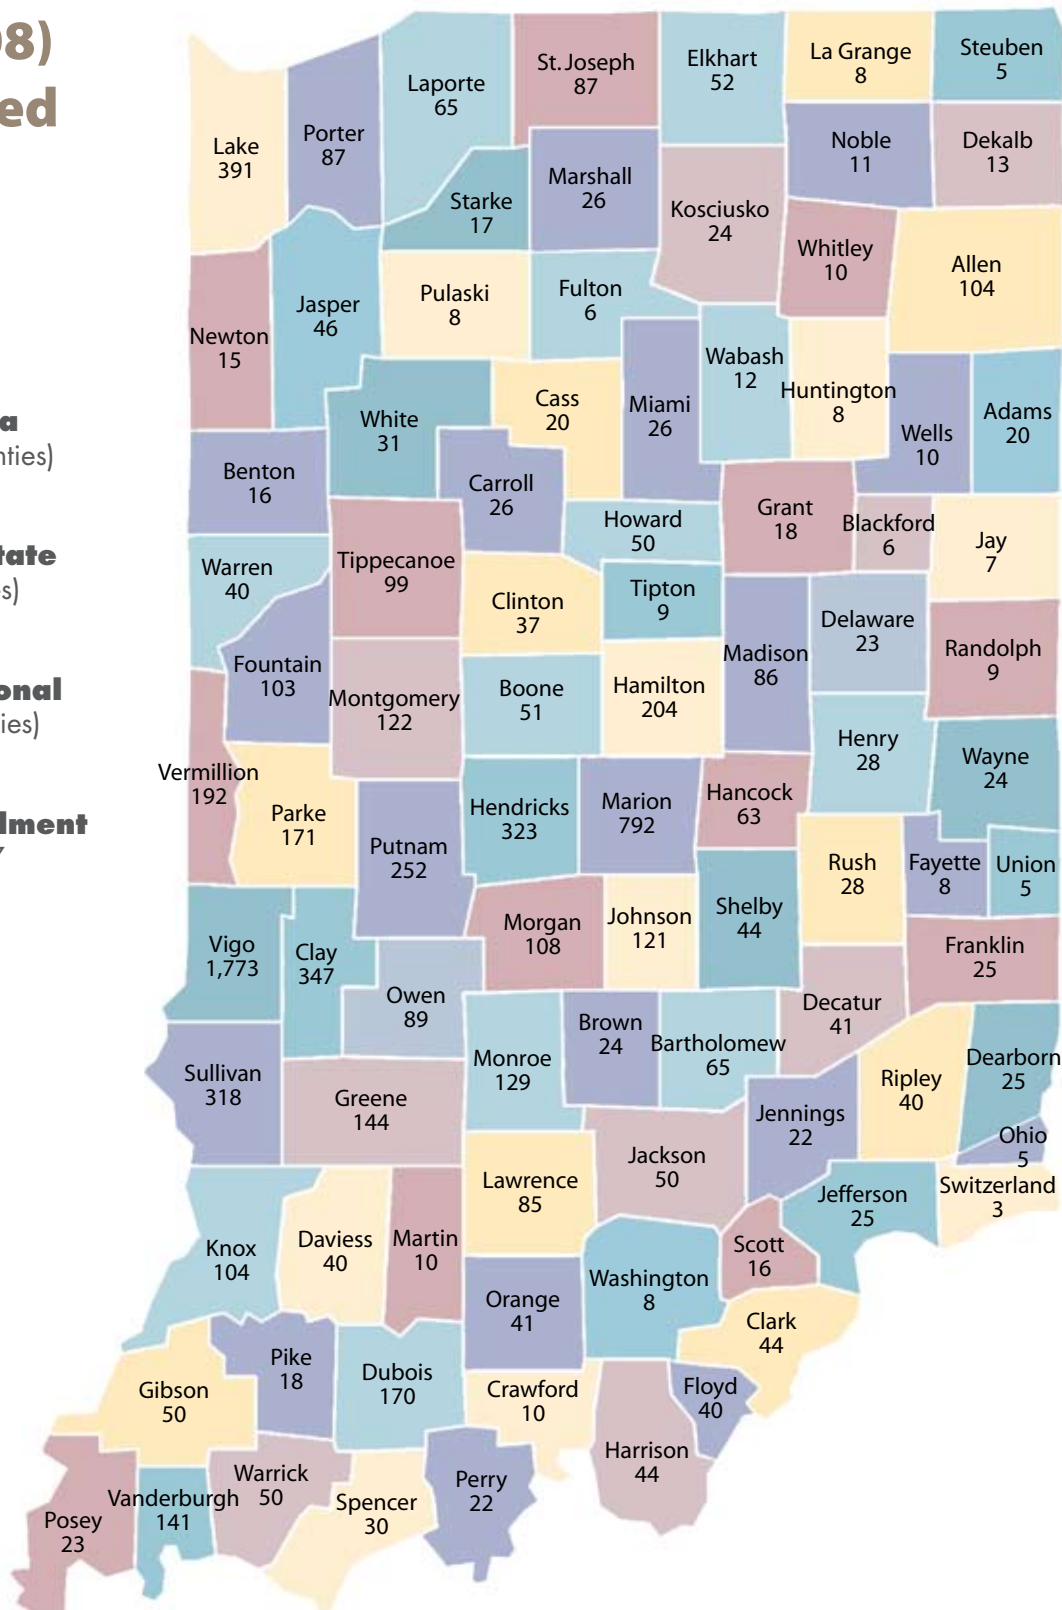 08)
ed
a
nties)
tate
es)
onal
ties)
llment
Laporte
65
St. Joseph
87
Elkhart
52
La Grange
8
Steuben
5
Lake
391
Porter
87
Starke
17
Marshall
26
Kosciusko
24
Noble
11
Dekalb
13
Whitley
10
Allen
104
Newton
15
Jasper
46
Pulaski
8
Fulton
6
Wabash
12
Huntington
8
Wells
10
Adams
20
White
31
Cass
20
Miami
26
Benton
16
Carroll
26
Howard
50
Grant
18
Blackford
6
Jay
7
Warren
40
Tippecanoe
99
Clinton
37
Tipton
9
Madison
86
Delaware
23
Randolph
9
Fountain
103
Montgomery
122
Boone
51
Hamilton
204
Henry
28
Wayne
24
Vermillion
192
Parke
171
Putnam
252
Hendricks
323
Marion
792
Hancock
63
Rush
28
Fayette
8
Union
5
Vigo
1,773
Clay
347
Owen
89
Morgan
108
Johnson
121
Shelby
44
Franklin
25
Decatur
41
Sullivan
318
Greene
144
Monroe
129
Brown
24
Bartholomew
65
Jennings
22
Ripley
40
Dearborn
25
Ohio
5
Switzerland
3
Knox
104
Daviess
40
Martin
10
Lawrence
85
Jackson
50
Jefferson
25
Scott
16
Orange
41
Washington
8
Clark
44
Gibson
50
Pike
18
Dubois
170
Crawford
10
Floyd
40
Harrison
44
Posey
23
Vanderburgh
141
Warrick
50
Spencer
30
Perry
22